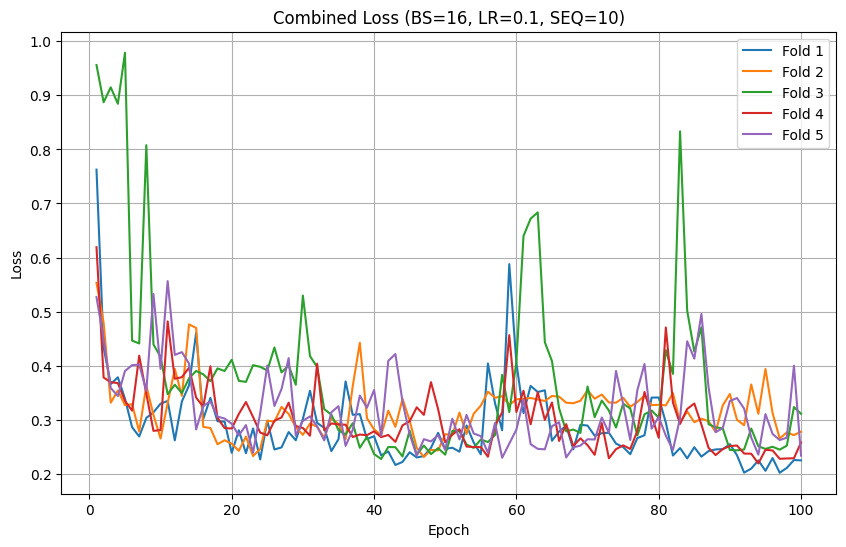 Combined Loss (BS=16, LR=0.1, SEQ=10)
Fold 1
Fold 2
Fold 3
Fold 4
Fold 5
Loss
1.0
0.9
0.8
0.7
0.6
0.5
0.4
0.3
0.2
0
20
40
60
80
100
Epoch